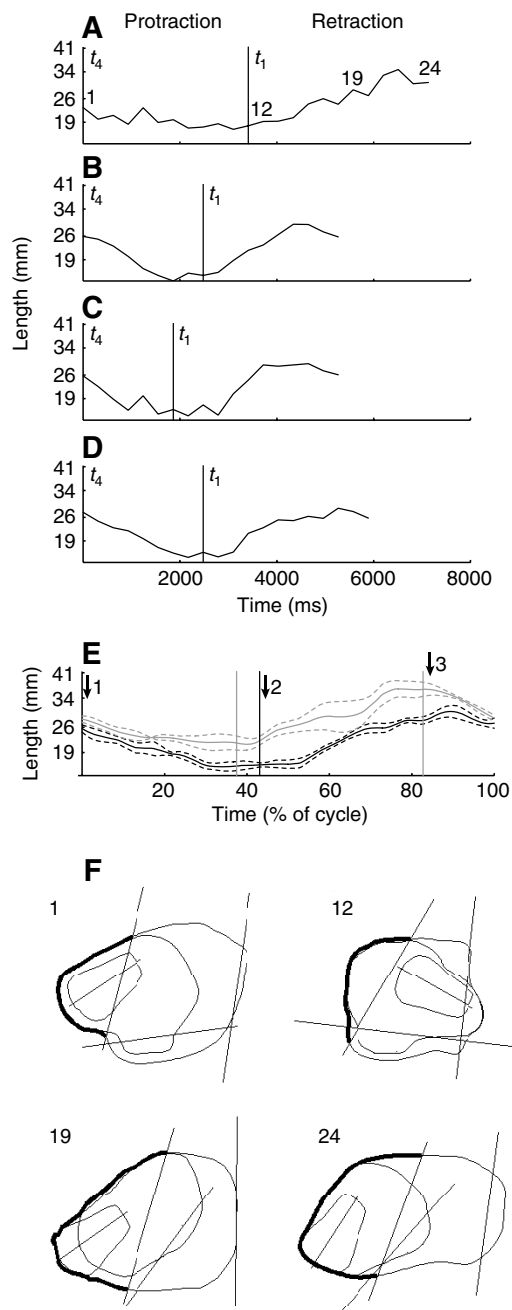 Protraction Retraction
A
41
34
26
19
t4
t1
1
12
19
24
B
41
34
26
19
t4
t1
Length (mm)
C
41
34
26
19
t4
t1
D
41
34
26
19
t4
t1
2000 4000 6000 8000
Time (ms)
E
41
34
26
19
Length (mm)
1
2
3
20 40 60 80 100
Time (% of cycle)
F
1
12
19
24